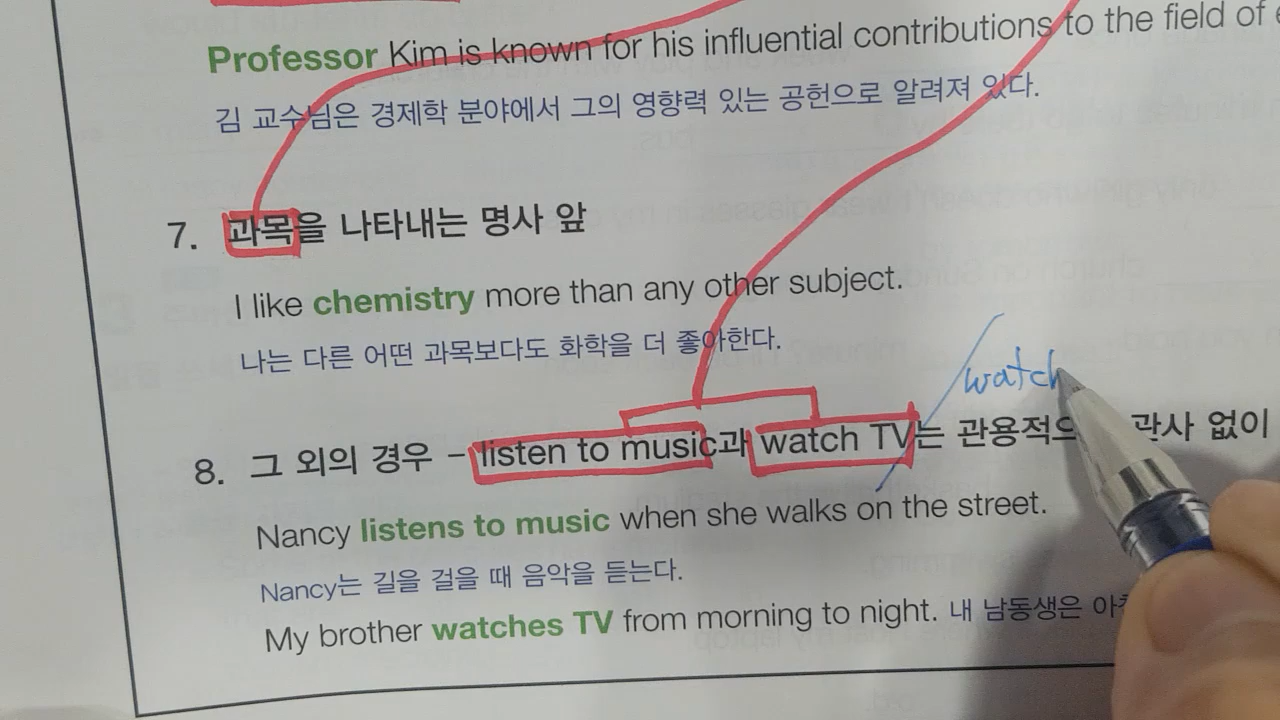 Professor Kim is known for his influential contributions to the field of
김 교수님은 경제학 분야에서 그의 영향력 있는 공헌으로 알려져 있다.
7. 과목을 나타내는 명사 앞
I like chemistry more than any other subject.
나는 다른 어떤 과목보다도 화학을 더 좋아한다.
watch
8. 그 외의 경우 – listen to music과 watch TV는 관용적으 관사 없이
Nancy listens to music when she walks on the street.
Nancy는 길을 걸을 때 음악을 듣는다.
My brother watches TV from morning to night. 내 남동생은